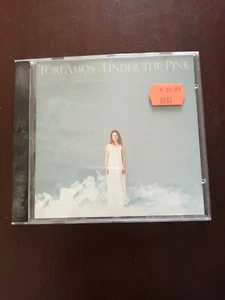 TORI AMOS UNDER THE PINK